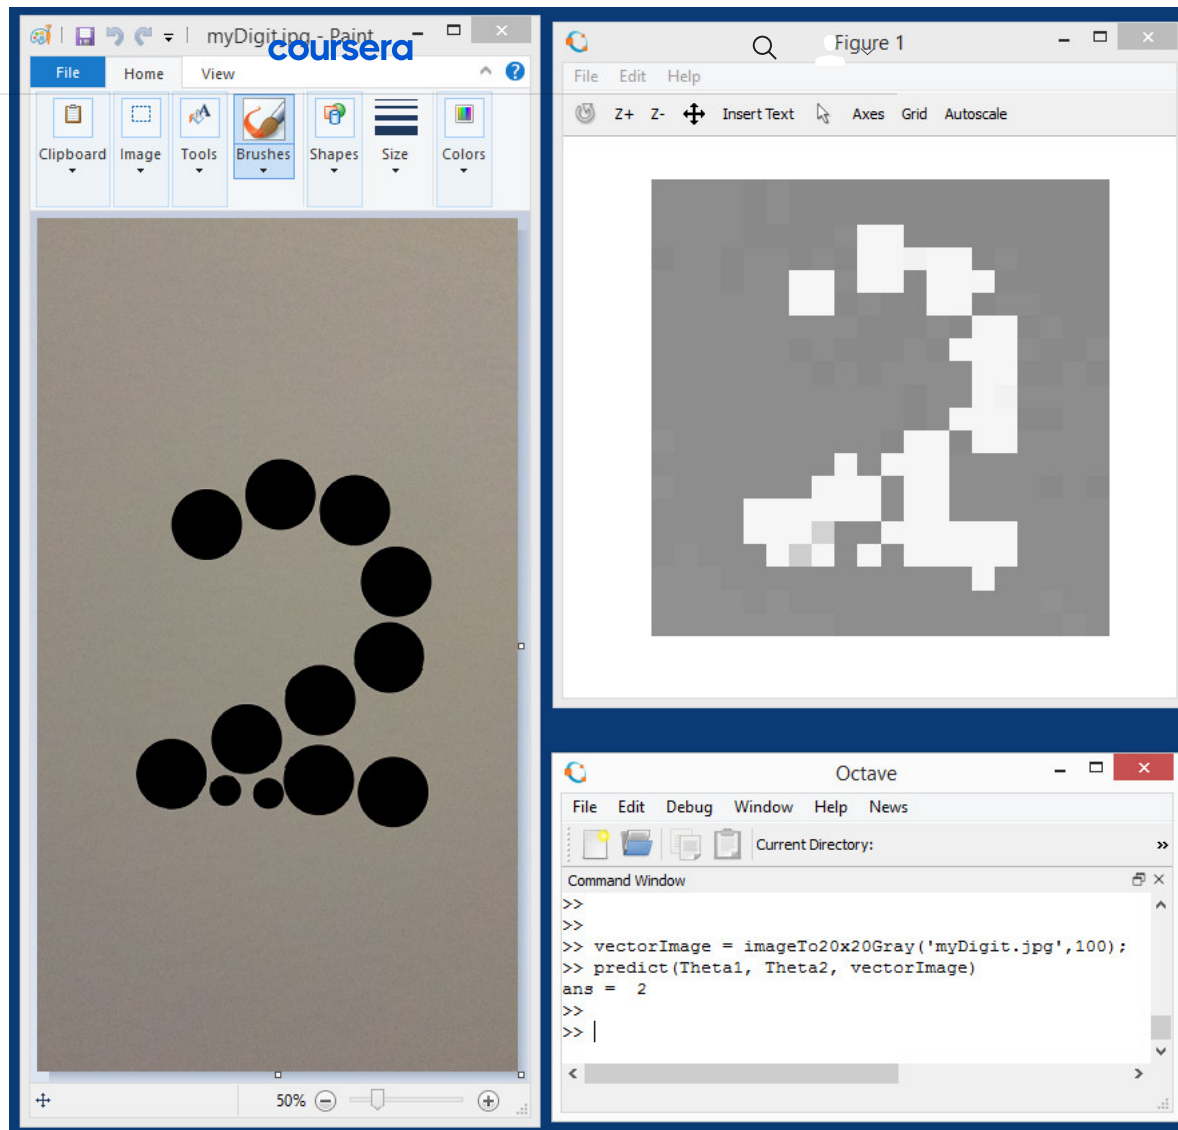 myDigit.jpg - Paint
coursera
File Home View
Clipboard Image Tools Brushes Shapes Size Colors
50%
Figure 1
File Edit Help
Z+ Z- Insert Text Axes Grid Autoscale
Octave
File Edit Debug Window Help News
Current Directory:
»
Command Window
>>
>>
>> vectorImage = imageTo20x20Gray('myDigit.jpg',100);
>> predict(Theta1, Theta2, vectorImage)
ans = 2
>>
>>